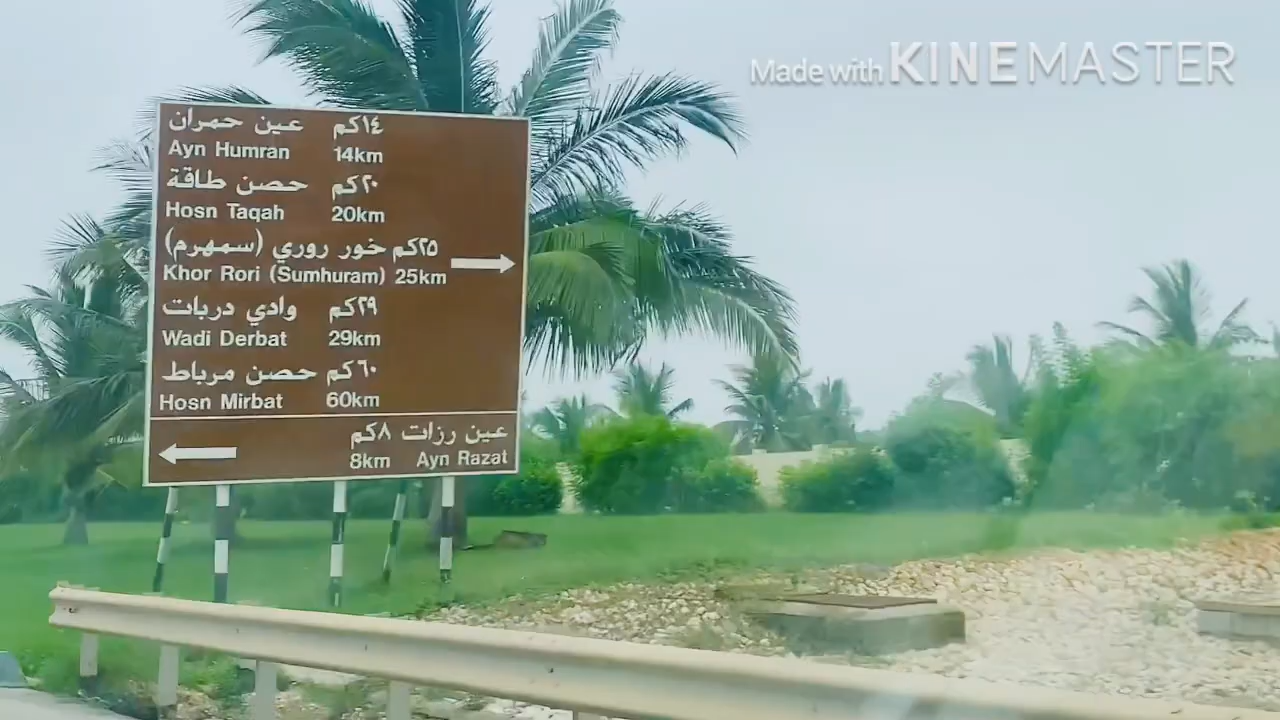 Made with KINEMASTER
عين حمران ١٤كم
Ayn Humran 14km
حصن طاقة ٢٠كم
Hosn Taqah 20km
خور روري (سمهرم) ٢٥كم
Khor Rori (Sumhuram) 25km
وادي دربات ٢٩كم
Wadi Derbat 29km
حصن مرباط ٦٠كم
Hosn Mirbat 60km
عين رزات ٨كم
8km Ayn Razat